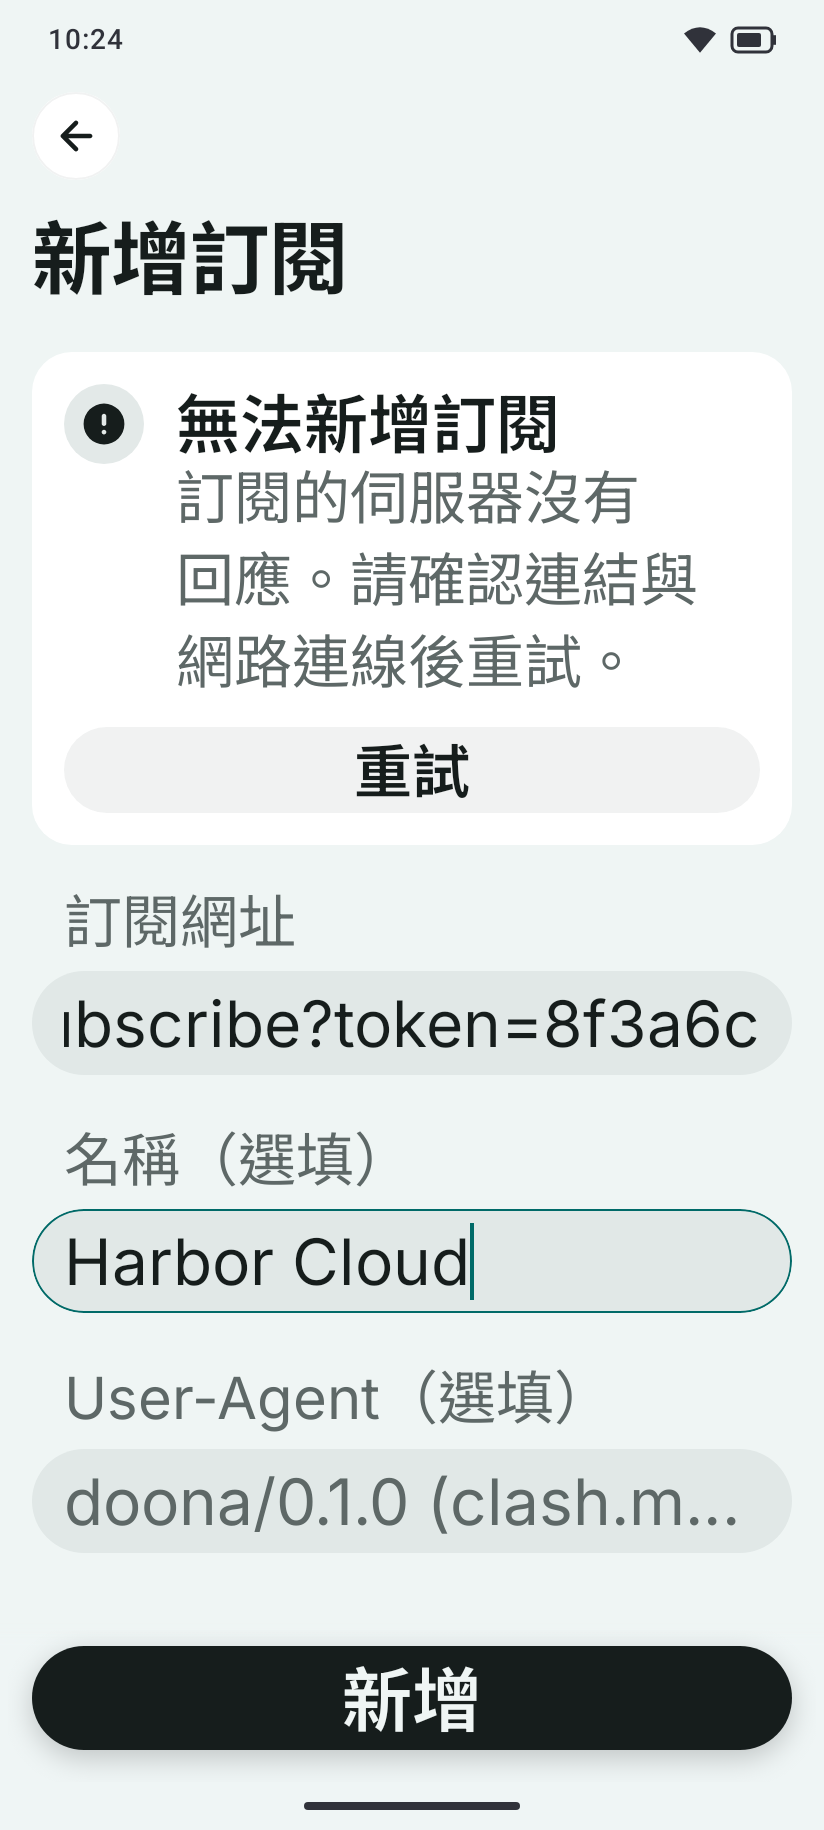 10:24
新增訂閱
無法新增訂閱
訂閱的伺服器沒有
回應。請確認連結與
網路連線後重試。
重試
訂閱網址
ubscribe?token=8f3a6c
名稱（選填）
Harbor Cloud
User-Agent（選填）
doona/0.1.0 (clash.m...
新增